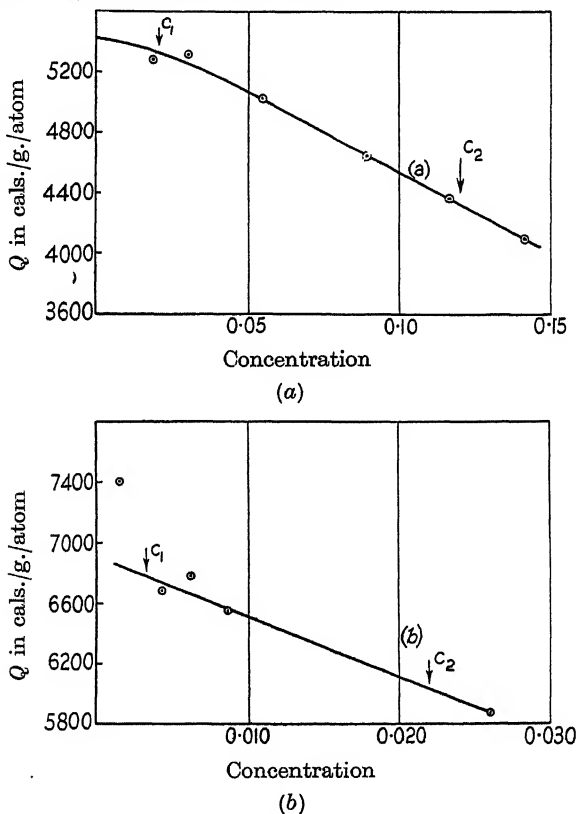 C₁
5200
4800
(a)
C₂
4400
4000
3600
Q in cals./g./atom
0·05
0·10
0·15
Concentration
(a)
7400
7000
C₁
6600
(b)
6200
C₂
5800
Q in cals./g./atom
0·010
0·020
0·030
Concentration
(b)